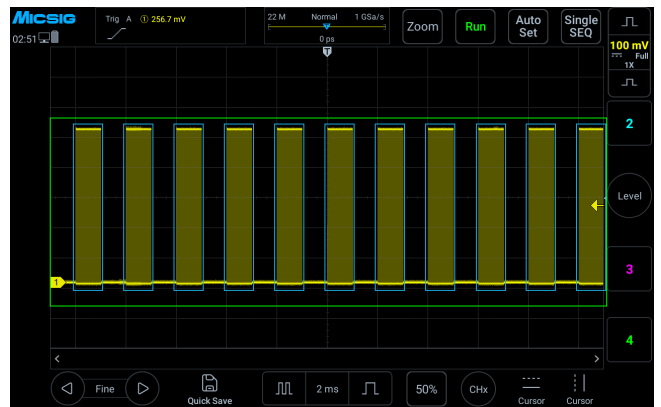 Micsig
02:51
Trig A ① 256.7 mV
22 M Normal 1 GSa/s
T
0 ps
T
Zoom
Run
Auto
Set
Single
SEQ
100 mV
Full
1X
2
Level
3
4
1
Fine
Quick Save
2 ms
50%
CHx
Cursor
Cursor